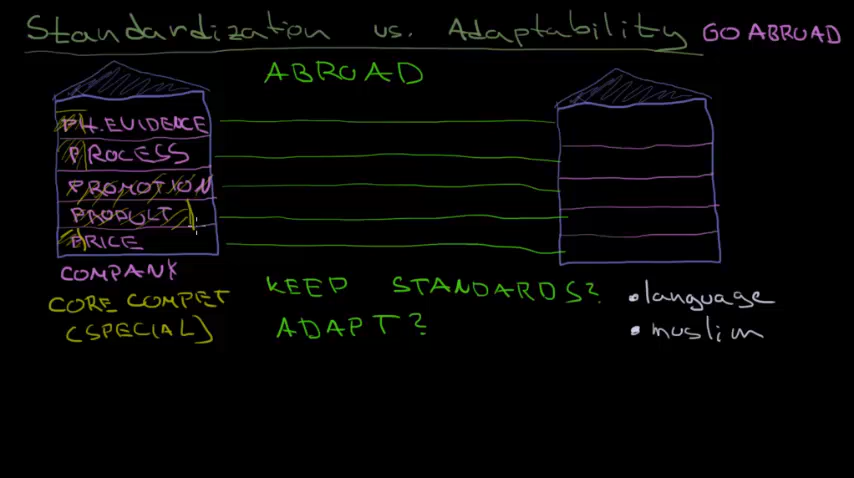 Standardization vs. Adaptability GO ABROAD
ABROAD
PH.EVIDENCE
PROCESS
PROMOTION
PRODUCT
PRICE
COMPANY
CORE COMPET
(SPECIAL)
KEEP STANDARDS?
ADAPT?
•language
•muslim